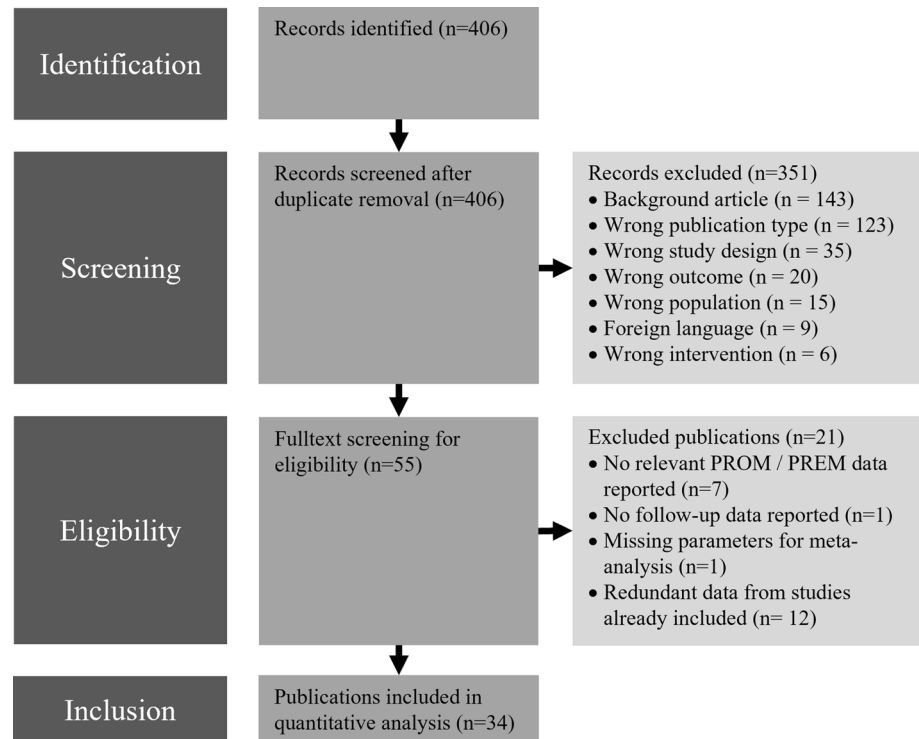 Identification
Records identified (n=406)
Screening
Records screened after
duplicate removal (n=406)
Records excluded (n=351)
• Background article (n = 143)
• Wrong publication type (n = 123)
• Wrong study design (n = 35)
• Wrong outcome (n = 20)
• Wrong population (n = 15)
• Foreign language (n = 9)
• Wrong intervention (n = 6)
Eligibility
Fulltext screening for
eligibility (n=55)
Excluded publications (n=21)
• No relevant PROM / PREM data
reported (n=7)
• No follow-up data reported (n=1)
• Missing parameters for meta-
analysis (n=1)
• Redundant data from studies
already included (n= 12)
Inclusion
Publications included in
quantitative analysis (n=34)